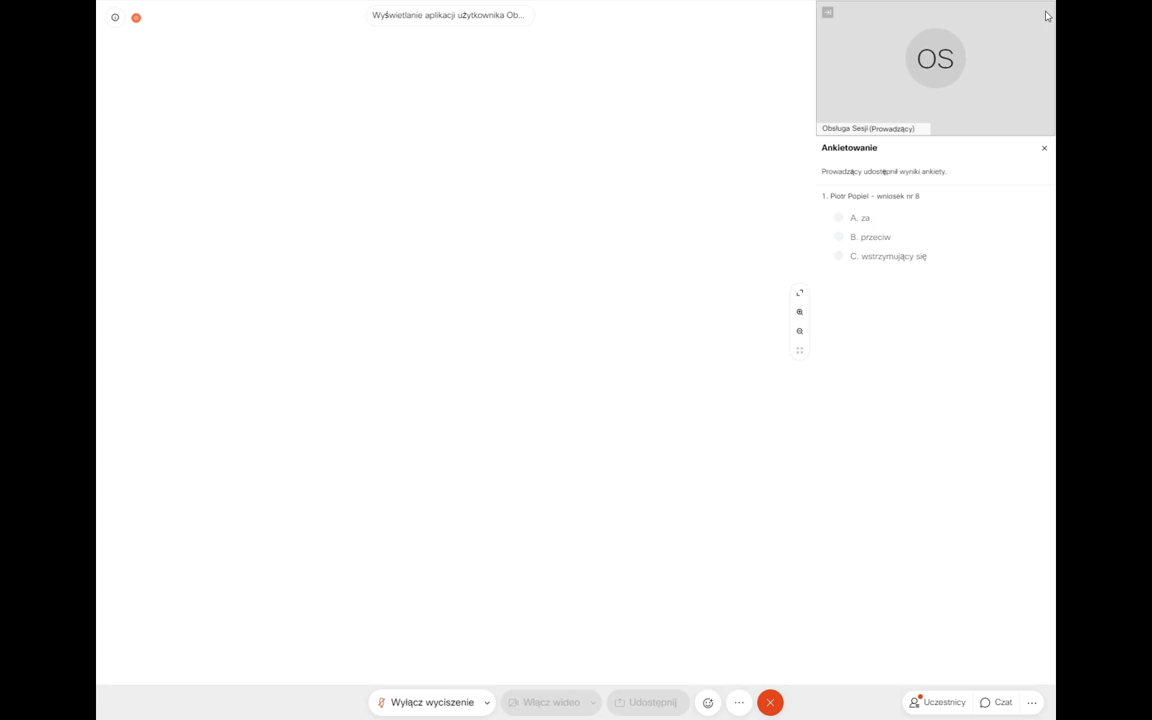 Wyświetlanie aplikacji użytkownika Ob...
OS
Obsługa Sesji (Prowadzący)
Ankietowanie
Prowadzący udostępnił wyniki ankiety.
1. Piotr Popiel - wniosek nr 8
A. za
B. przeciw
C. wstrzymujący się
Wyłącz wyciszenie
Włącz wideo
Udostępnij
Uczestnicy
Czat